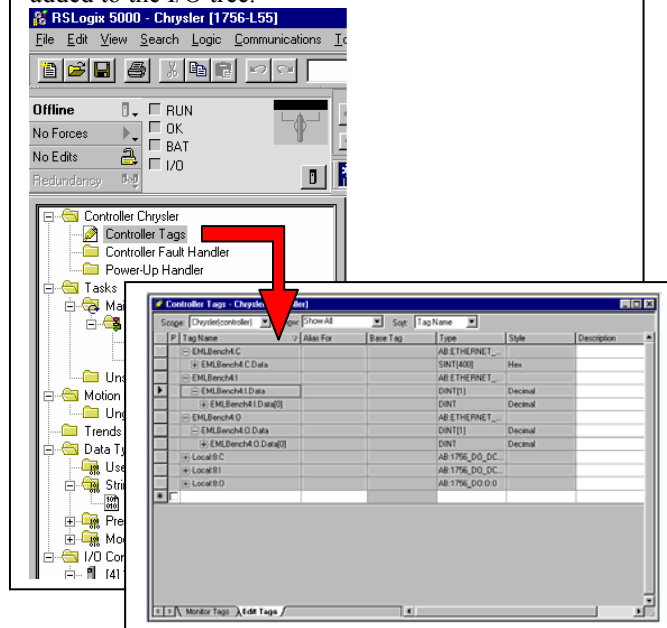 added to the I/O tree.
RSLogix 5000 - Chrysler [1756-L55]
File Edit View Search Logic Communications
Offline
RUN
No Forces
OK
No Edits
BAT
Redundancy
I/O
Controller Chrysler
Controller Tags
Controller Fault Handler
Power-Up Handler
Tasks
Motion
Trends
Data Ty
I/O Cor
[4] 1
Controller Tags - Chrysler
Scope: Chrysler(controller) Show All Sort: Tag Name
P Tag Name Alias For Base Tag Type Style Description
EMLBench4:C AB:ETHERNET_...
EMLBench4:C.Data SINT[400] Hex
EMLBench4:I AB:ETHERNET_...
EMLBench4:I.Data DINT[1] Decimal
EMLBench4:I.Data[0] DINT Decimal
EMLBench4:O AB:ETHERNET_...
EMLBench4:O.Data DINT[1] Decimal
EMLBench4:O.Data[0] DINT Decimal
Local:8:C AB:1756_DO_DC...
Local:8:I AB:1756_DO_DC...
Local:8:O AB:1756_DO:O:0
Monitor Tags Edit Tags